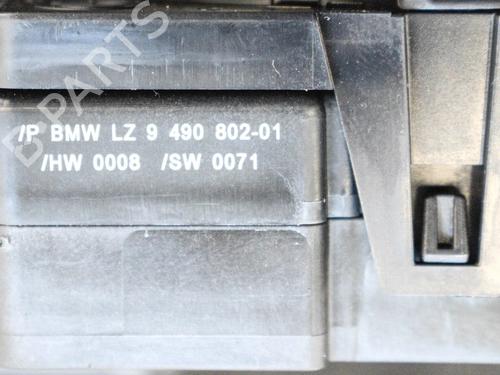 B PARTS
/P BMW LZ 9 490 802-01
/HW 0008 /SW 0071